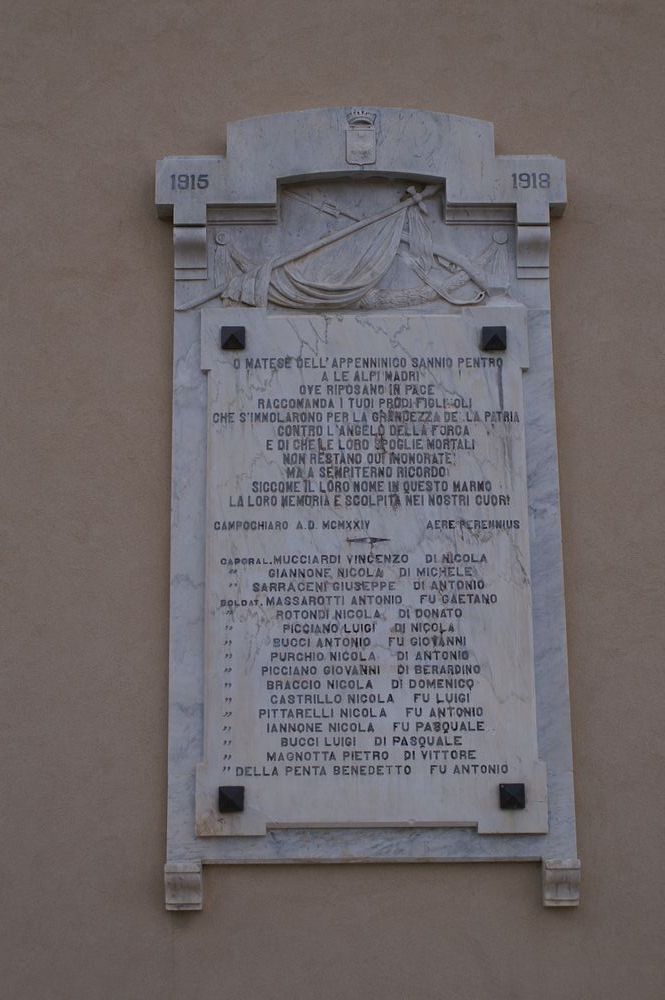 1915 1918
O MATESE DELL'APPENNINICO SANNIO PENTRO
A LE ALPI MADRI
OVE RIPOSANO IN PACE
RACCOMANDA I TUOI PRODI FIGLIUOLI
CHE S'IMMOLARONO PER LA GRANDEZZA DELLA PATRIA
CONTRO L'ANGELO DELLA FORCA
E DI' CHE LE LORO SPOGLIE MORTALI
NON RESTANO QUI INONORATE
MA A SEMPITERNO RICORDO
SICCOME IL LORO NOME IN QUESTO MARMO
LA LORO MEMORIA È SCOLPITA NEI NOSTRI CUORI
CAMPOCHIARO A.D. MCMXXIV AERE PERENNIUS
CAPORAL. MUCCIARDI VINCENZO DI NICOLA
" GIANNONE NICOLA DI MICHELE
" SARRACENI GIUSEPPE DI ANTONIO
SOLDAT. MASSAROTTI ANTONIO FU GAETANO
" ROTONDI NICOLA DI DONATO
" PICCIANO LUIGI DI NICOLA
" BUCCI ANTONIO FU GIOVANNI
" PURCHIO NICOLA DI ANTONIO
" PICCIANO GIOVANNI DI BERARDINO
" BRACCIO NICOLA DI DOMENICO
" CASTRILLO NICOLA FU LUIGI
" PITTARELLI NICOLA FU ANTONIO
" IANNONE NICOLA FU PASQUALE
" BUCCI LUIGI DI PASQUALE
" MAGNOTTA PIETRO DI VITTORE
" DELLA PENTA BENEDETTO FU ANTONIO